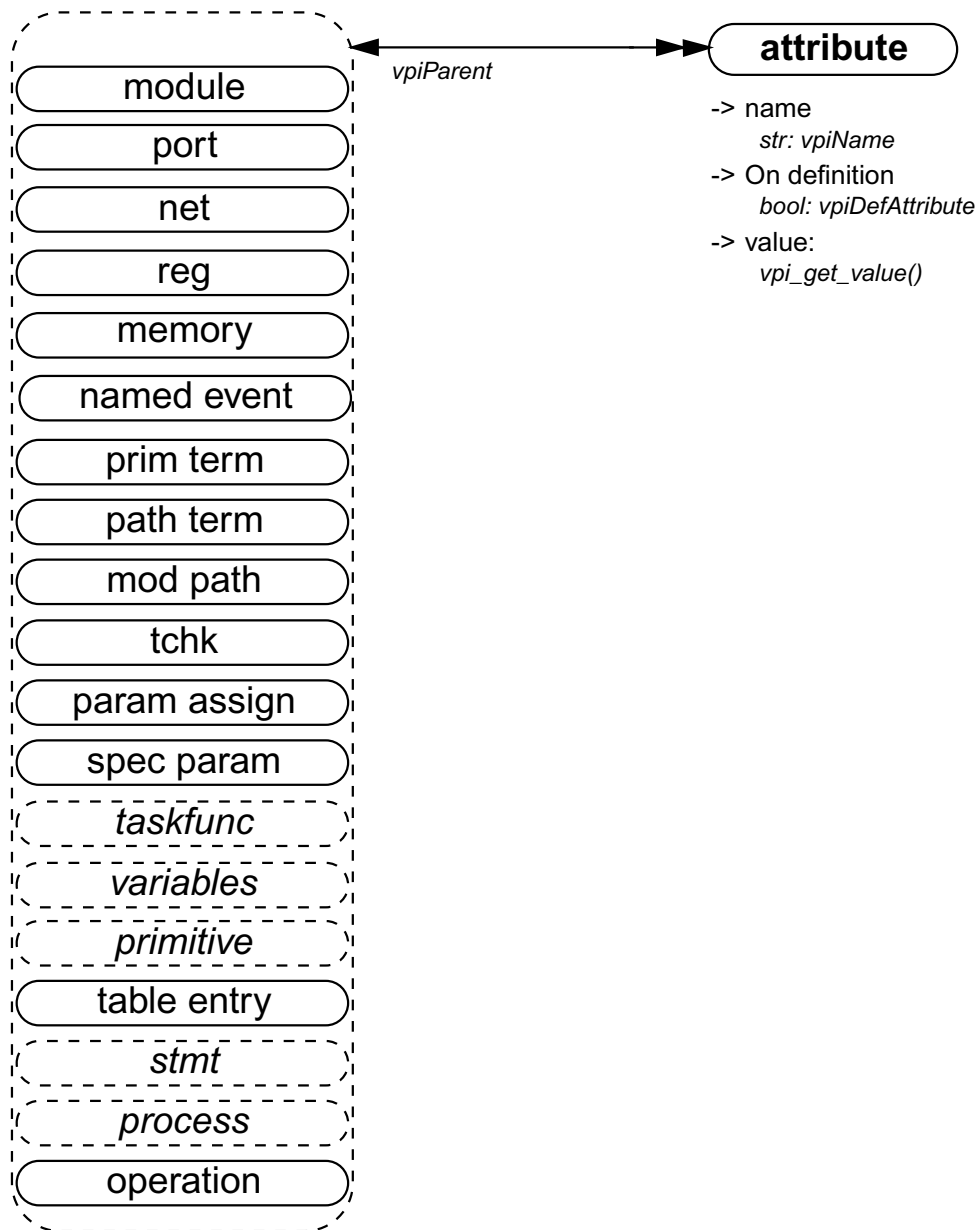 attribute
vpiParent
-> name
str: vpiName
-> On definition
bool: vpiDefAttribute
-> value:
vpi_get_value()
module
port
net
reg
memory
named event
prim term
path term
mod path
tchk
param assign
spec param
taskfunc
variables
primitive
table entry
stmt
process
operation